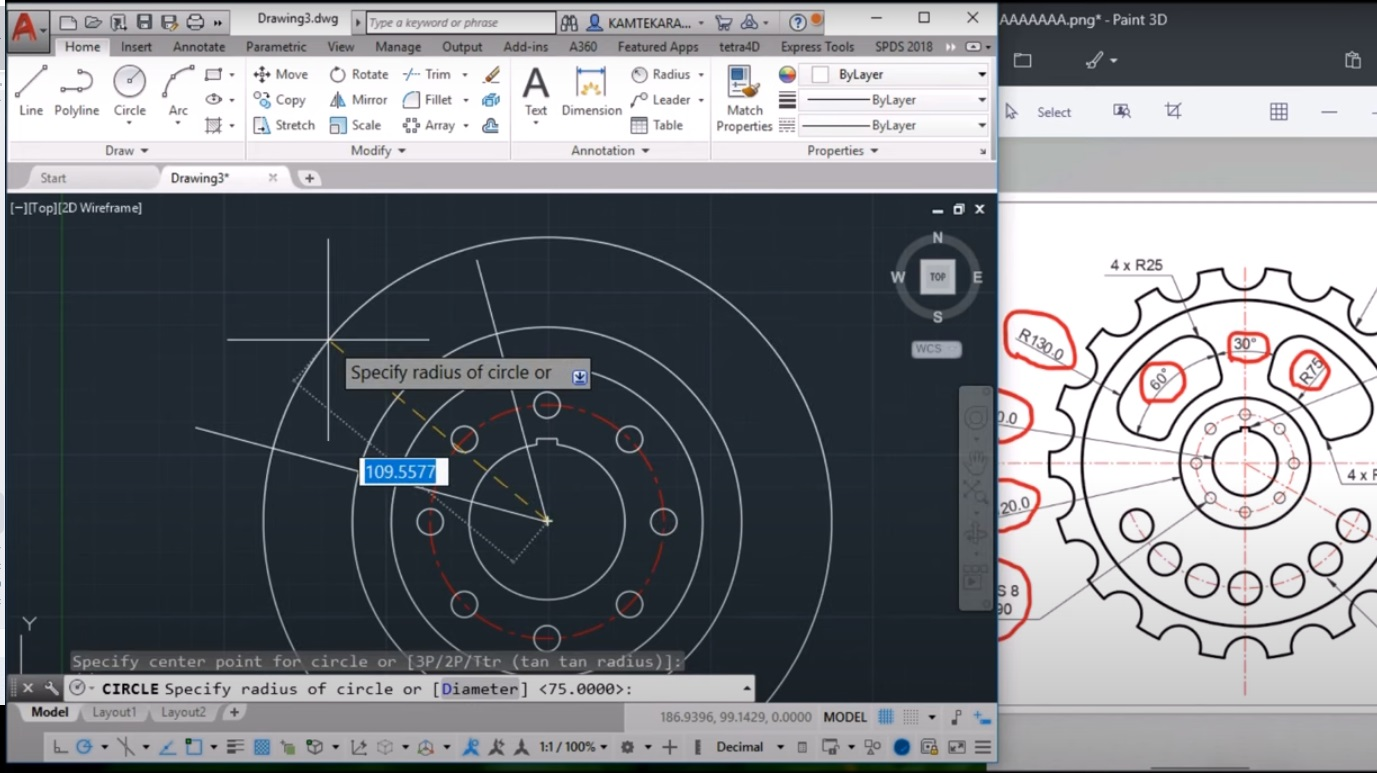 Drawing3.dwg
Type a keyword or phrase
KAMTEKARA...
Home Insert Annotate Parametric View Manage Output Add-ins A360 Featured Apps tetra4D Express Tools SPDS 2018
Line Polyline Circle Arc
Move Rotate Trim
Copy Mirror Fillet
Stretch Scale Array
Text Dimension
Radius
Leader
Table
Match
Properties
ByLayer
ByLayer
ByLayer
Draw Modify Annotation Properties
Start Drawing3*
[−][Top][2D Wireframe]
N
W TOP E
S
WCS
Specify radius of circle or
109.5577
Y
Specify center point for circle or [3P/2P/Ttr (tan tan radius)]:
CIRCLE Specify radius of circle or [Diameter] <75.0000>:
Model Layout1 Layout2
186.9396, 99.1429, 0.0000 MODEL
1:1 / 100% Decimal
AAAAAAA.png* - Paint 3D
Select
4 x R25
R130.0
30°
60°
R75
0.0
4 x
20.0
S 8
90